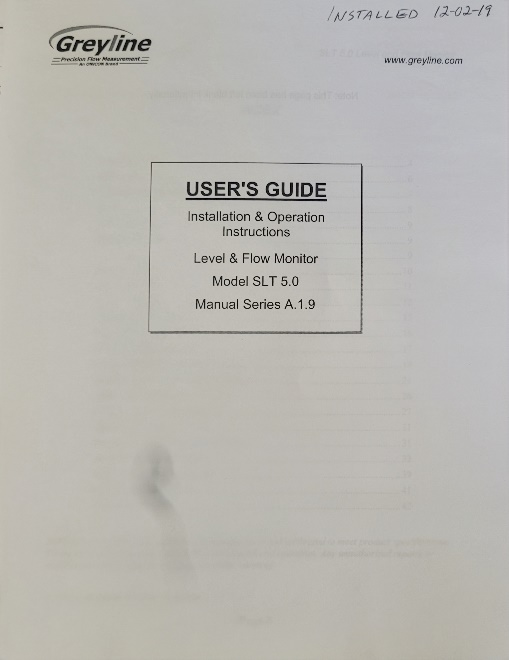 INSTALLED 12-02-19
Greyline
Precision Flow Measurement
www.greyline.com
USER'S GUIDE
Installation & Operation
Instructions
Level & Flow Monitor
Model SLT 5.0
Manual Series A.1.9